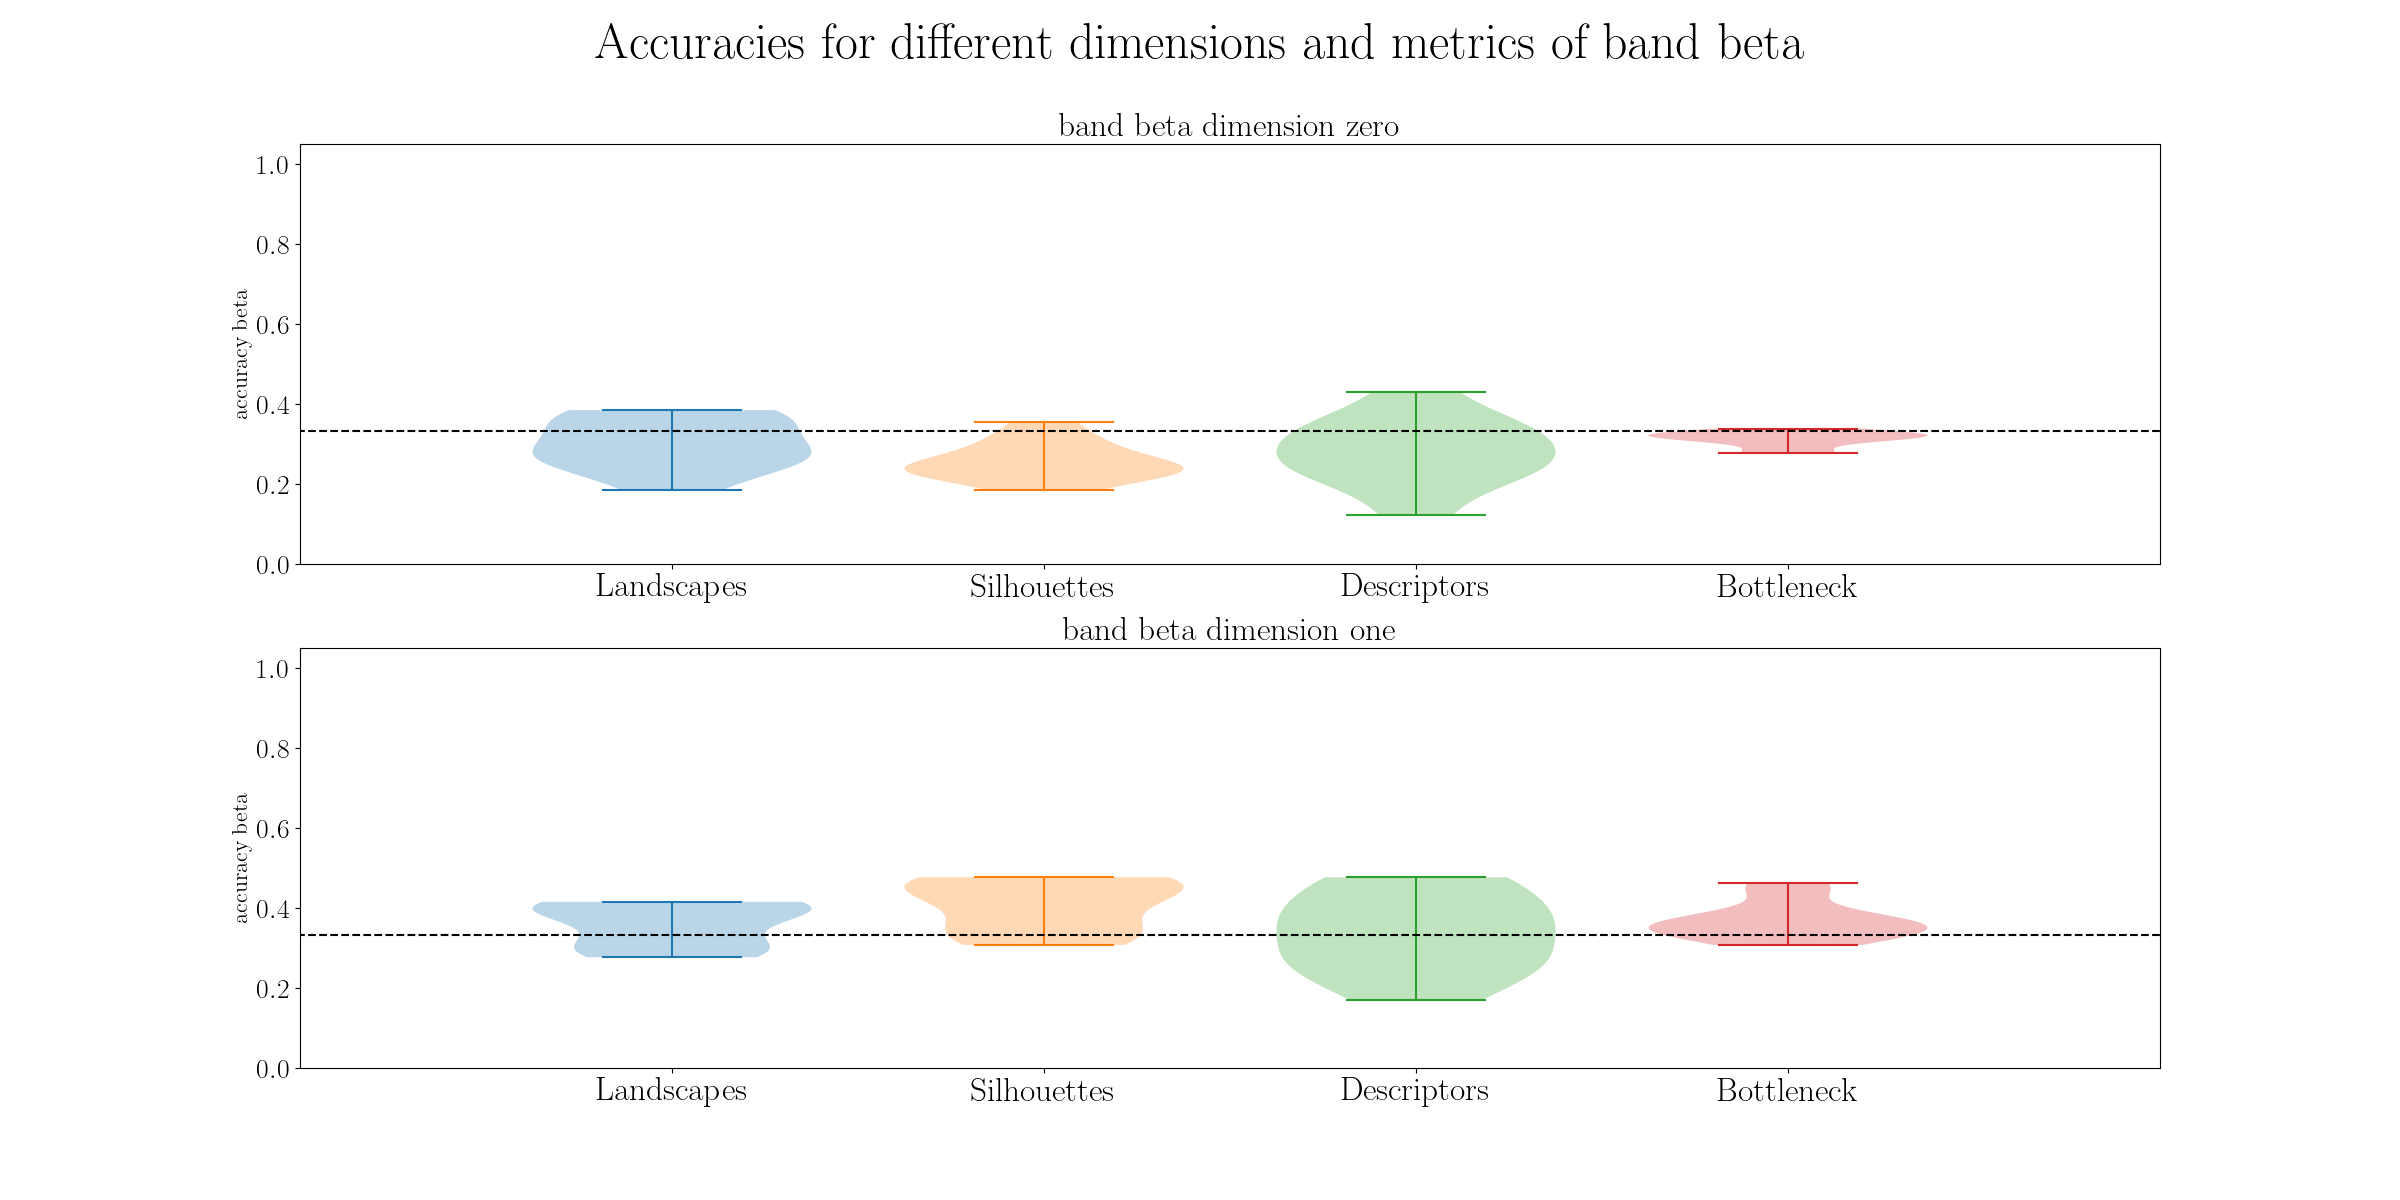 Accuracies for different dimensions and metrics of band beta
band beta dimension zero
accuracy beta
1.0
0.8
0.6
0.4
0.2
0.0
Landscapes Silhouettes Descriptors Bottleneck
band beta dimension one
accuracy beta
1.0
0.8
0.6
0.4
0.2
0.0
Landscapes Silhouettes Descriptors Bottleneck